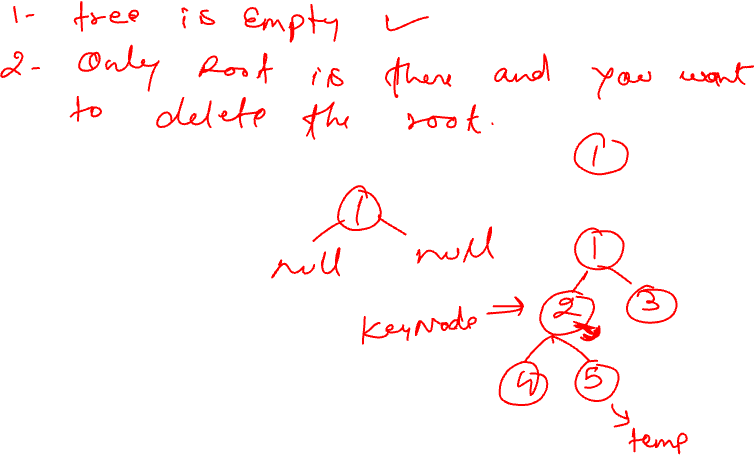 1- tree is Empty
2- Only Root is there and you want
to delete the root.
1
1
null null
1
KeyNode
2
3
4 5
temp